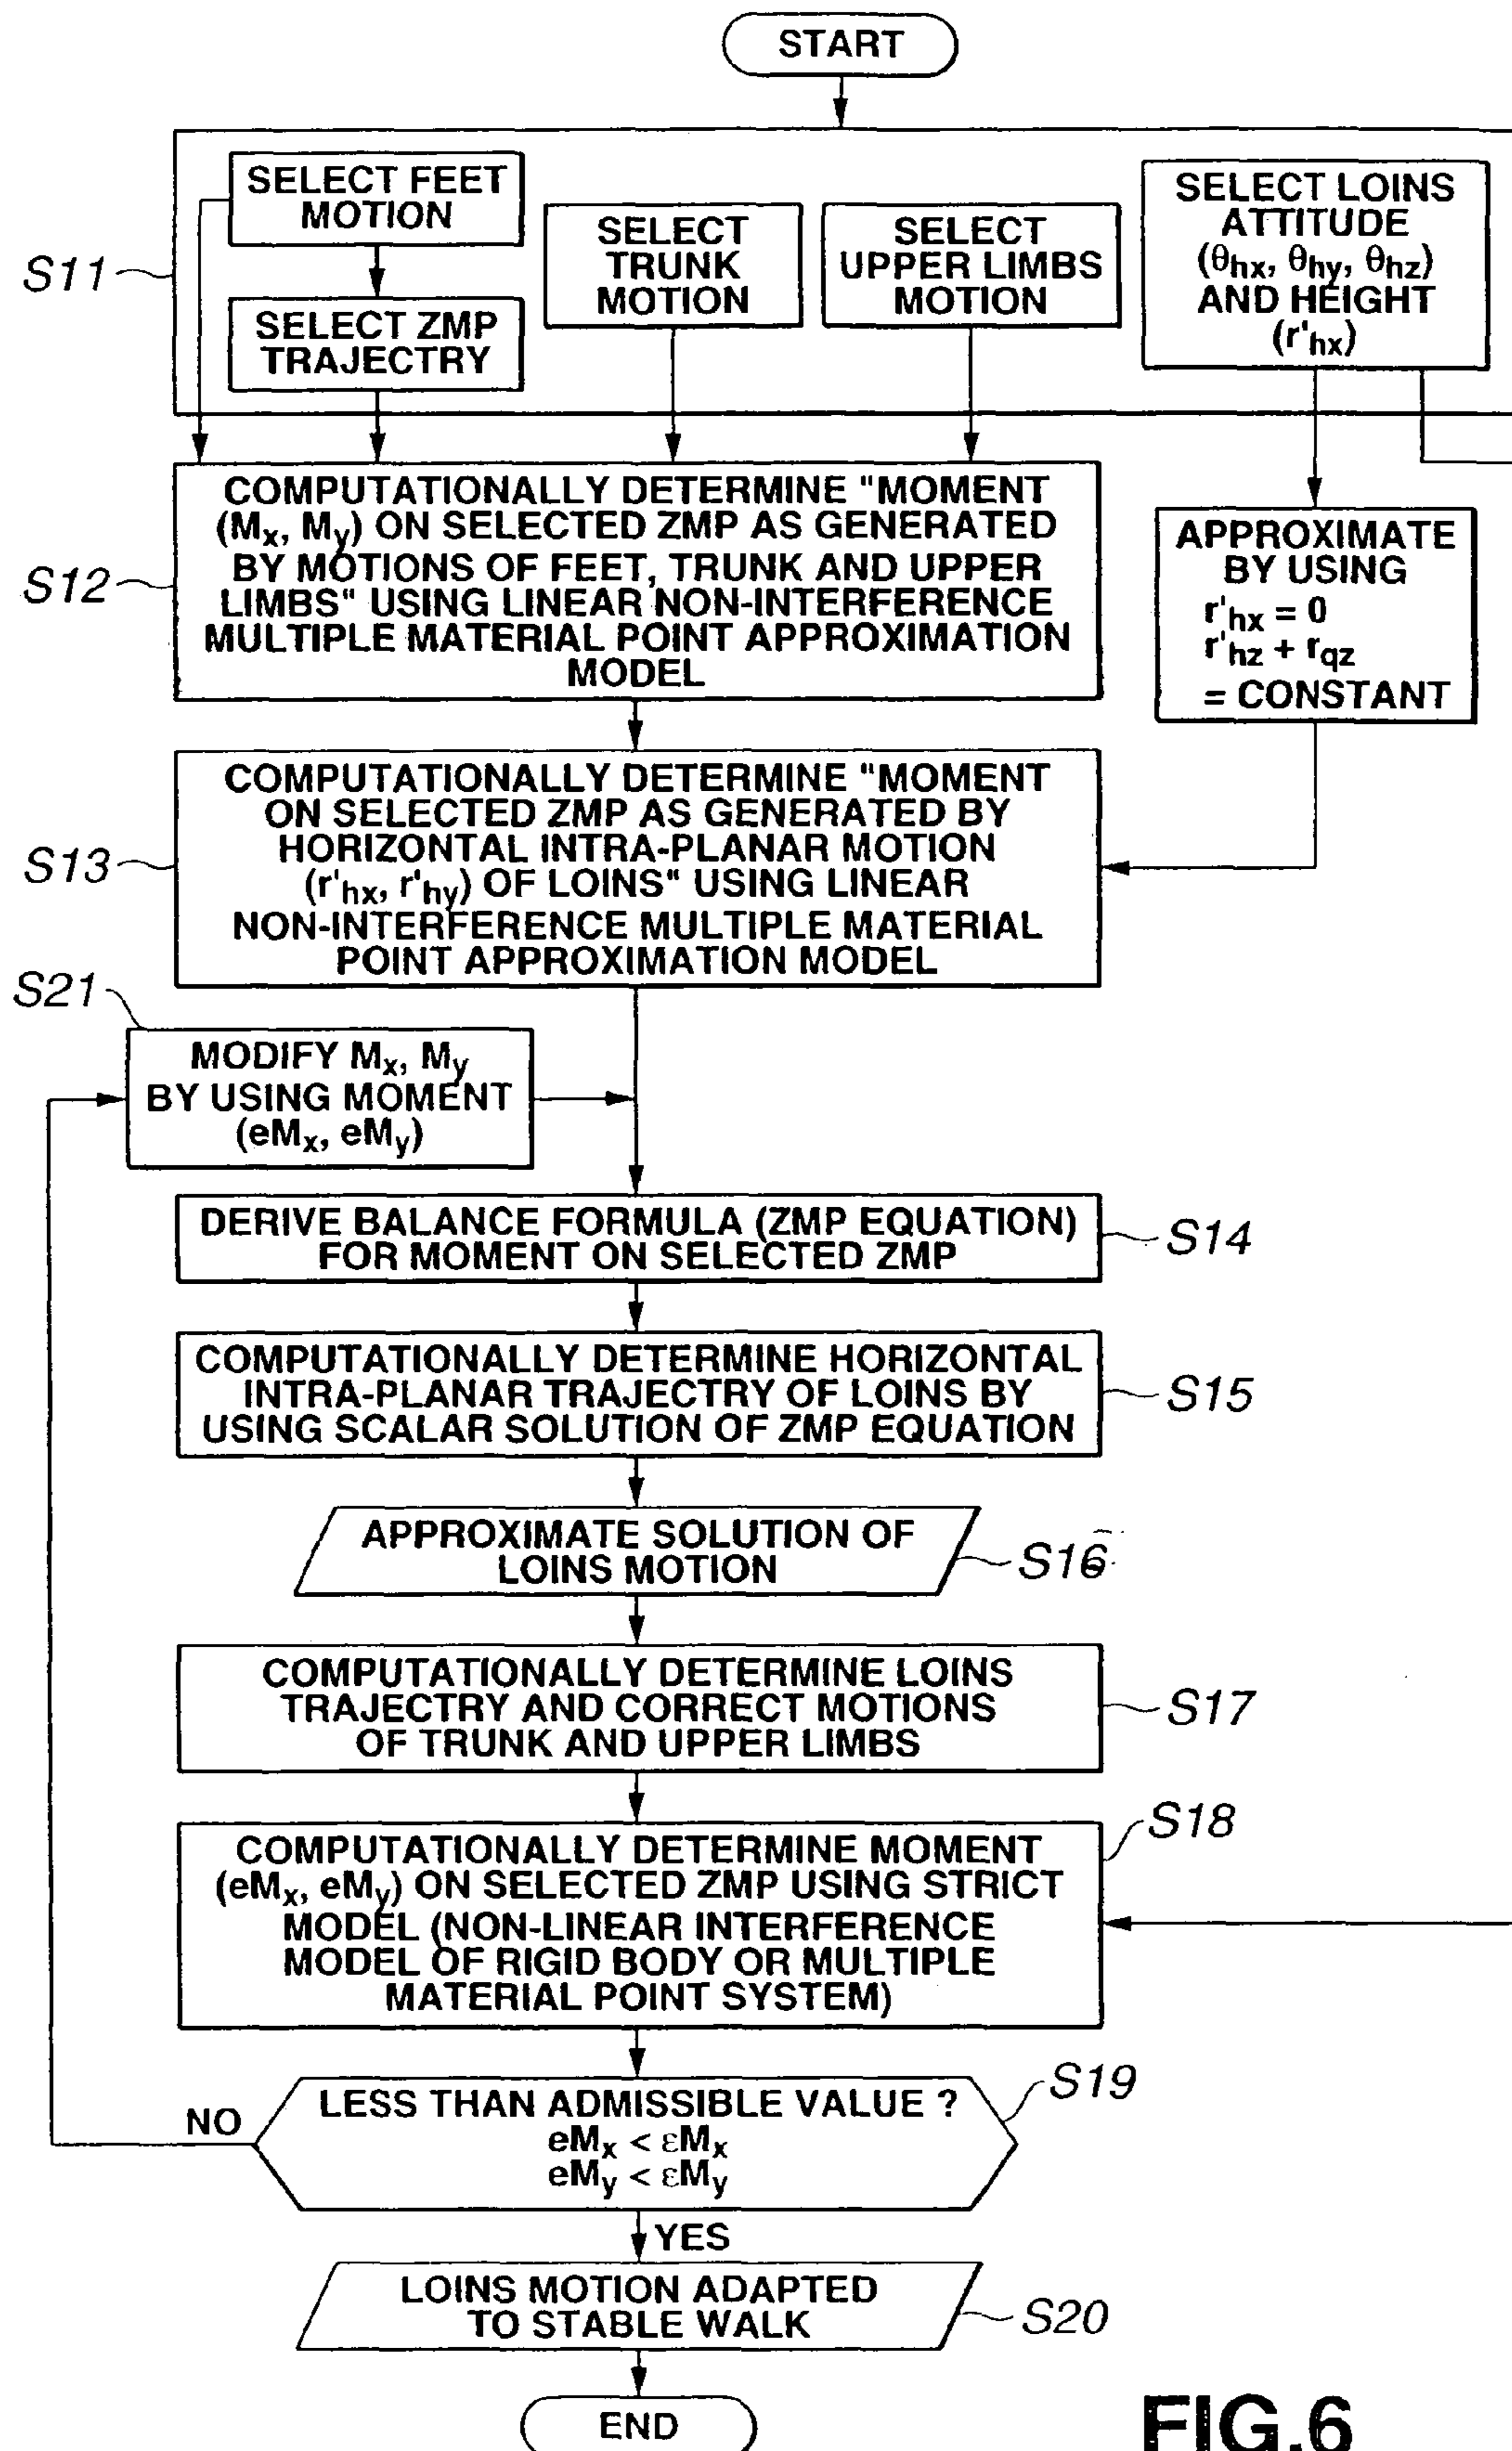 START
S11
SELECT FEET
MOTION
SELECT ZMP
TRAJECTRY
SELECT
TRUNK
MOTION
SELECT
UPPER LIMBS
MOTION
SELECT LOINS
ATTITUDE
(θhx, θhy, θhz)
AND HEIGHT
(r'hx)
S12
COMPUTATIONALLY DETERMINE "MOMENT
(Mx, My) ON SELECTED ZMP AS GENERATED
BY MOTIONS OF FEET, TRUNK AND UPPER
LIMBS" USING LINEAR NON-INTERFERENCE
MULTIPLE MATERIAL POINT APPROXIMATION
MODEL
APPROXIMATE
BY USING
r'hx = 0
r'hz + rqz
= CONSTANT
S13
COMPUTATIONALLY DETERMINE "MOMENT
ON SELECTED ZMP AS GENERATED BY
HORIZONTAL INTRA-PLANAR MOTION
(r'hx, r'hy) OF LOINS" USING LINEAR
NON-INTERFERENCE MULTIPLE MATERIAL
POINT APPROXIMATION MODEL
S21
MODIFY Mx, My
BY USING MOMENT
(eMx, eMy)
DERIVE BALANCE FORMULA (ZMP EQUATION)
FOR MOMENT ON SELECTED ZMP
S14
COMPUTATIONALLY DETERMINE HORIZONTAL
INTRA-PLANAR TRAJECTRY OF LOINS BY
USING SCALAR SOLUTION OF ZMP EQUATION
S15
APPROXIMATE SOLUTION OF
LOINS MOTION
S16
COMPUTATIONALLY DETERMINE LOINS
TRAJECTRY AND CORRECT MOTIONS
OF TRUNK AND UPPER LIMBS
S17
COMPUTATIONALLY DETERMINE MOMENT
(eMx, eMy) ON SELECTED ZMP USING STRICT
MODEL (NON-LINEAR INTERFERENCE
MODEL OF RIGID BODY OR MULTIPLE
MATERIAL POINT SYSTEM)
S18
LESS THAN ADMISSIBLE VALUE ?
eMx < εMx
eMy < εMy
S19
NO
YES
LOINS MOTION ADAPTED
TO STABLE WALK
S20
END
FIG.6